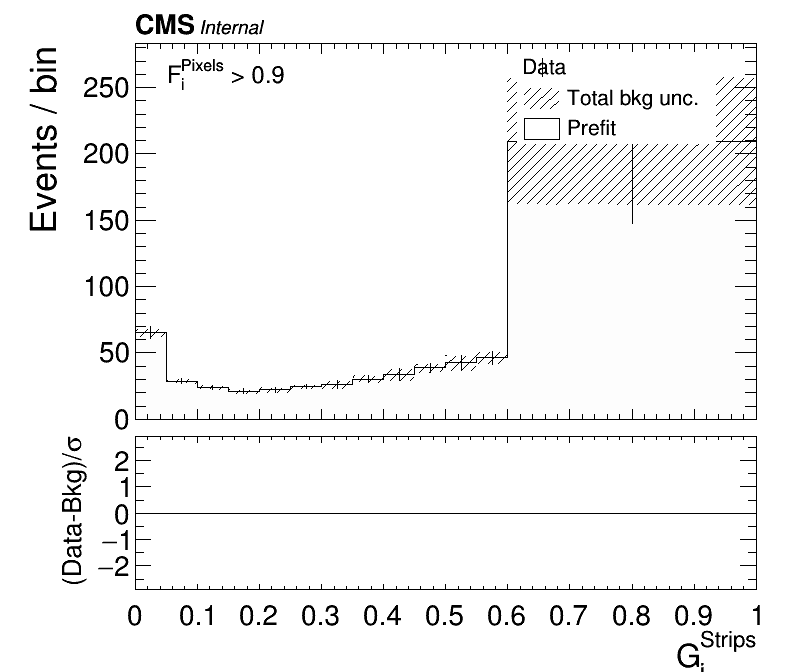 CMS Internal
F_i^Pixels > 0.9
Data
Total bkg unc.
Prefit
Events / bin
250
200
150
100
50
0
(Data-Bkg)/σ
2
1
0
−1
−2
0 0.1 0.2 0.3 0.4 0.5 0.6 0.7 0.8 0.9 1
G_i^Strips